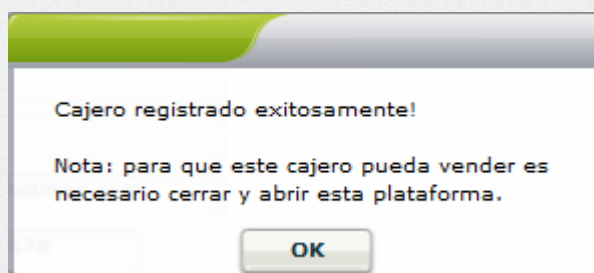 Cajero registrado exitosamente!
Nota: para que este cajero pueda vender es
necesario cerrar y abrir esta plataforma.
OK